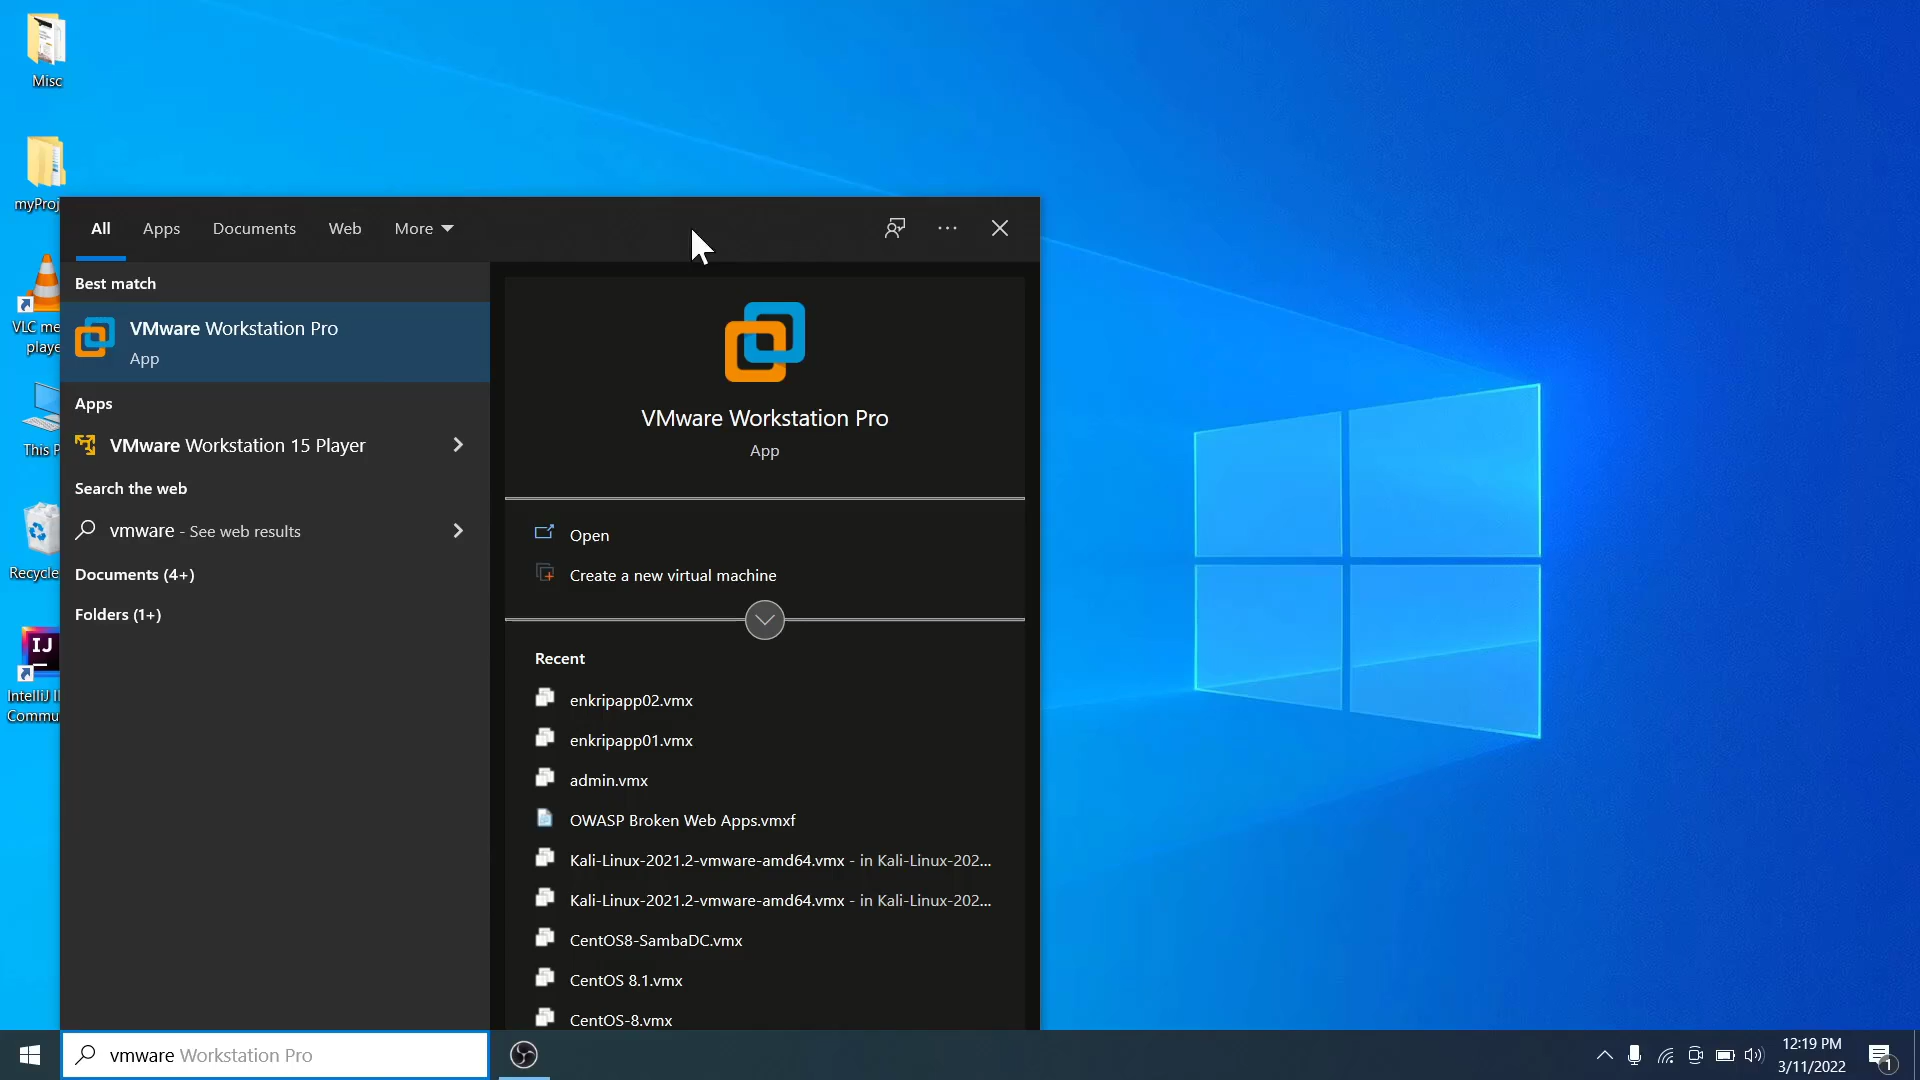 Misc
myProj
VLC me
playe
This P
Recycle
IJ
IntelliJ I
Commu
All
Apps
Documents
Web
More
Best match
VMware Workstation Pro
App
Apps
VMware Workstation 15 Player
Search the web
vmware - See web results
Documents (4+)
Folders (1+)
VMware Workstation Pro
App
Open
Create a new virtual machine
Recent
enkripapp02.vmx
enkripapp01.vmx
admin.vmx
OWASP Broken Web Apps.vmxf
Kali-Linux-2021.2-vmware-amd64.vmx - in Kali-Linux-202...
Kali-Linux-2021.2-vmware-amd64.vmx - in Kali-Linux-202...
CentOS8-SambaDC.vmx
CentOS 8.1.vmx
CentOS-8.vmx
vmware Workstation Pro
12:19 PM
3/11/2022
1